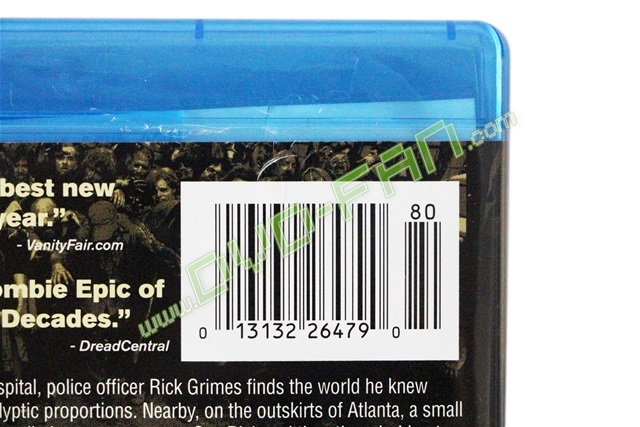 best new
year.”
- VanityFair.com
Zombie Epic of
Decades.”
- DreadCentral
80
0 13132 26479 0
www.DVD-FAN.com
spital, police officer Rick Grimes finds the world he knew
lyptic proportions. Nearby, on the outskirts of Atlanta, a small